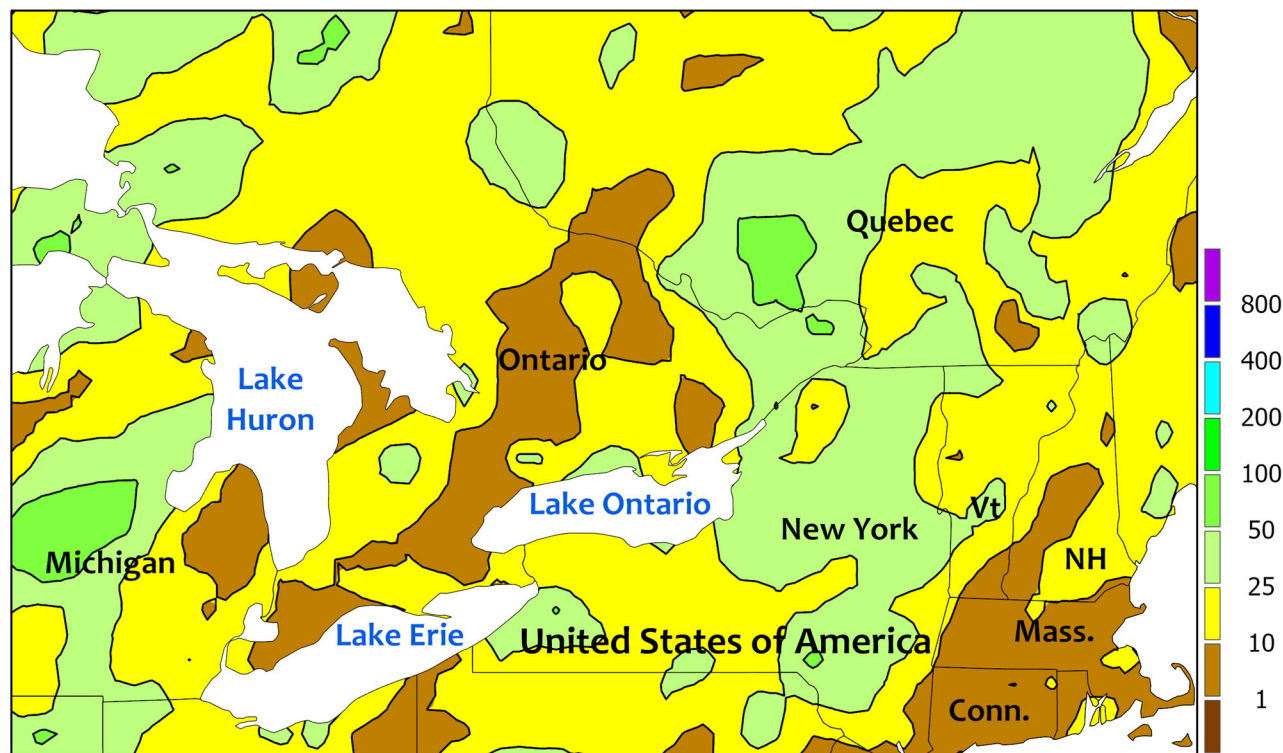 Quebec
800
Ontario
400
Lake
Huron
200
100
Lake Ontario
Vt
New York
50
Michigan
NH
25
Lake Erie
United States of America
Mass.
10
Conn.
1